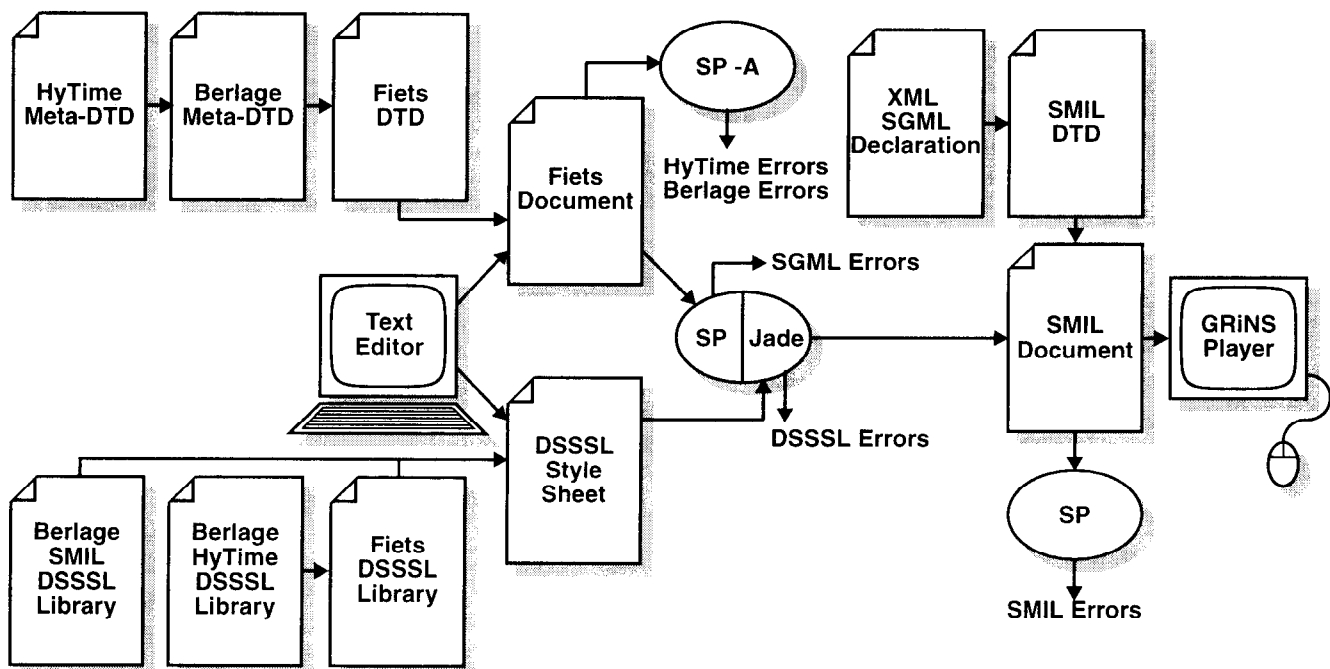 HyTime
Meta-DTD
Berlage
Meta-DTD
Fiets
DTD
SP -A
XML
SGML
Declaration
SMIL
DTD
Fiets
Document
HyTime Errors
Berlage Errors
SGML Errors
Text
Editor
SP
Jade
SMIL
Document
GRiNS
Player
DSSSL Errors
DSSSL
Style
Sheet
Berlage
SMIL
DSSSL
Library
Berlage
HyTime
DSSSL
Library
Fiets
DSSSL
Library
SP
SMIL Errors